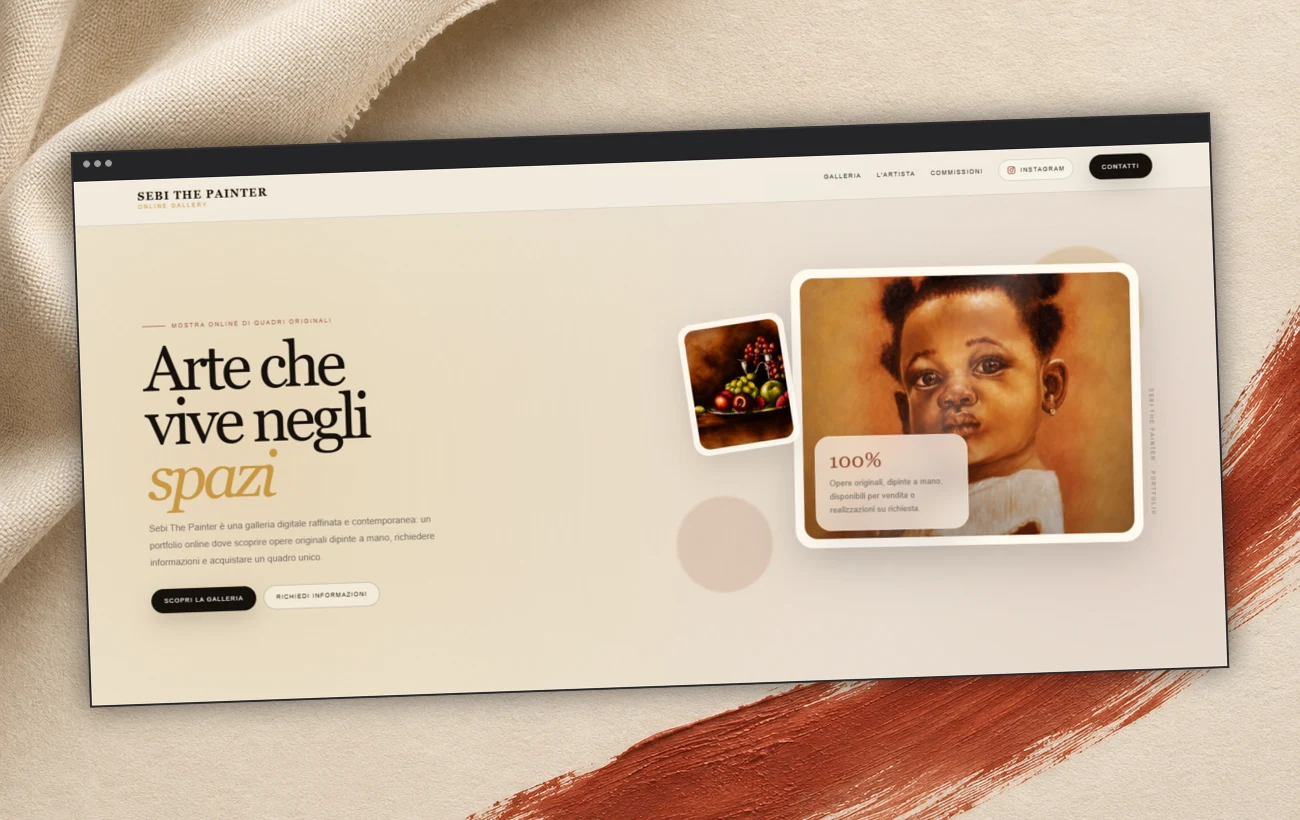 SEBI THE PAINTER
ONLINE GALLERY
GALLERIA
L'ARTISTA
COMMISSIONI
INSTAGRAM
CONTATTI
MOSTRA ONLINE DI QUADRI ORIGINALI
Arte che
vive negli
spazi
Sebi The Painter è una galleria digitale raffinata e contemporanea: un
portfolio online dove scoprire opere originali dipinte a mano, richiedere
informazioni e acquistare un quadro unico.
SCOPRI LA GALLERIA
RICHIEDI INFORMAZIONI
100%
Opere originali, dipinte a mano,
disponibili per vendita o
realizzazioni su richiesta.
SEBI THE PAINTER · PORTFOLIO